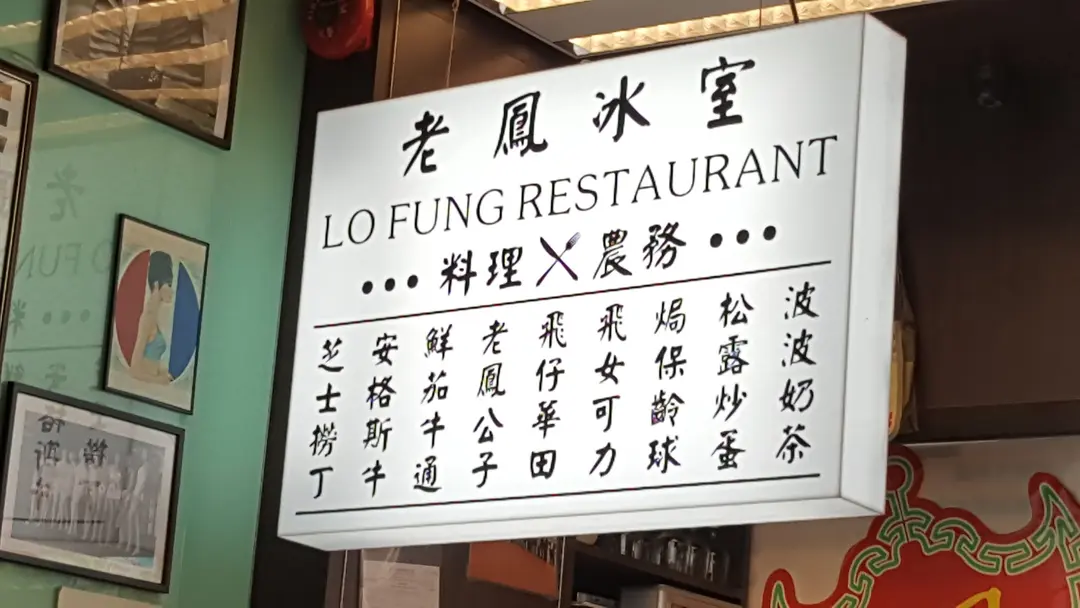 老鳳冰室
LO FUNG RESTAURANT
•••料理農務•••
波波奶茶
松露炒蛋
焗保齡球
飛女可力
飛仔華田
老鳳公子
鮮茄牛通
安格斯牛
芝士撈丁